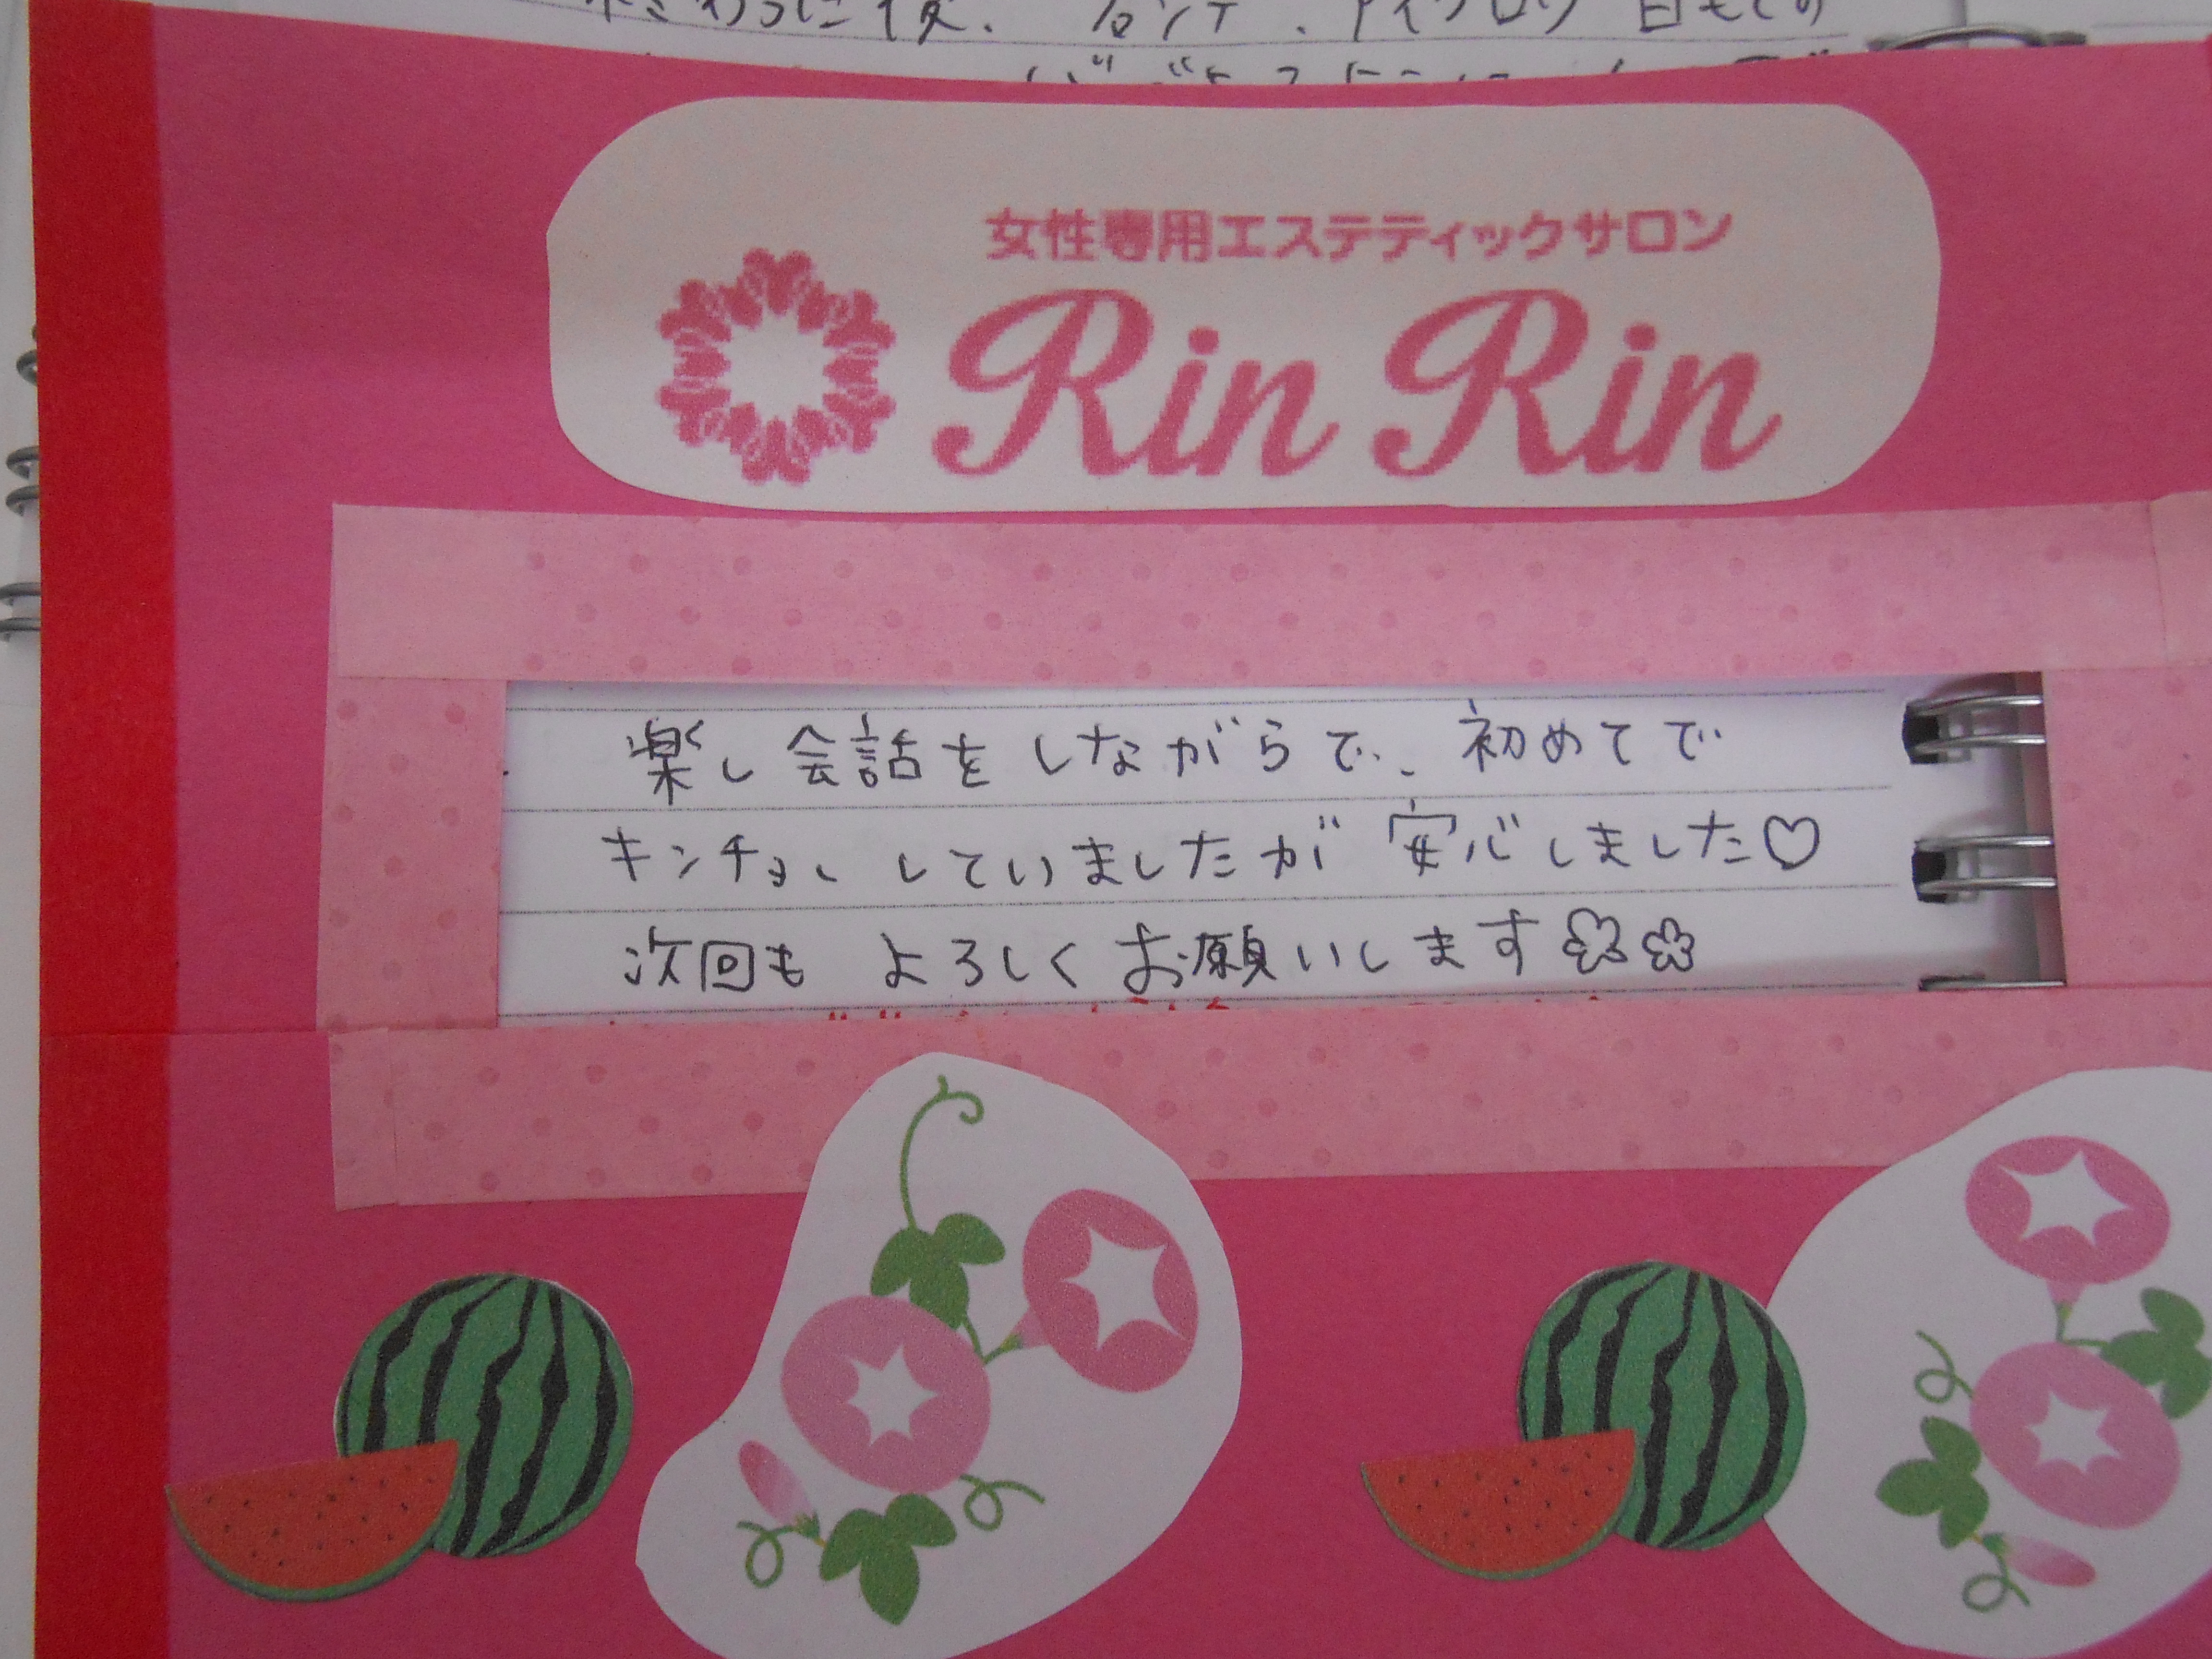 女性専用エステティックサロン
Rin Rin
楽し会話をしながらで、初めてで
キンチョーしていましたが安心しました♡
次回もよろしくお願いします